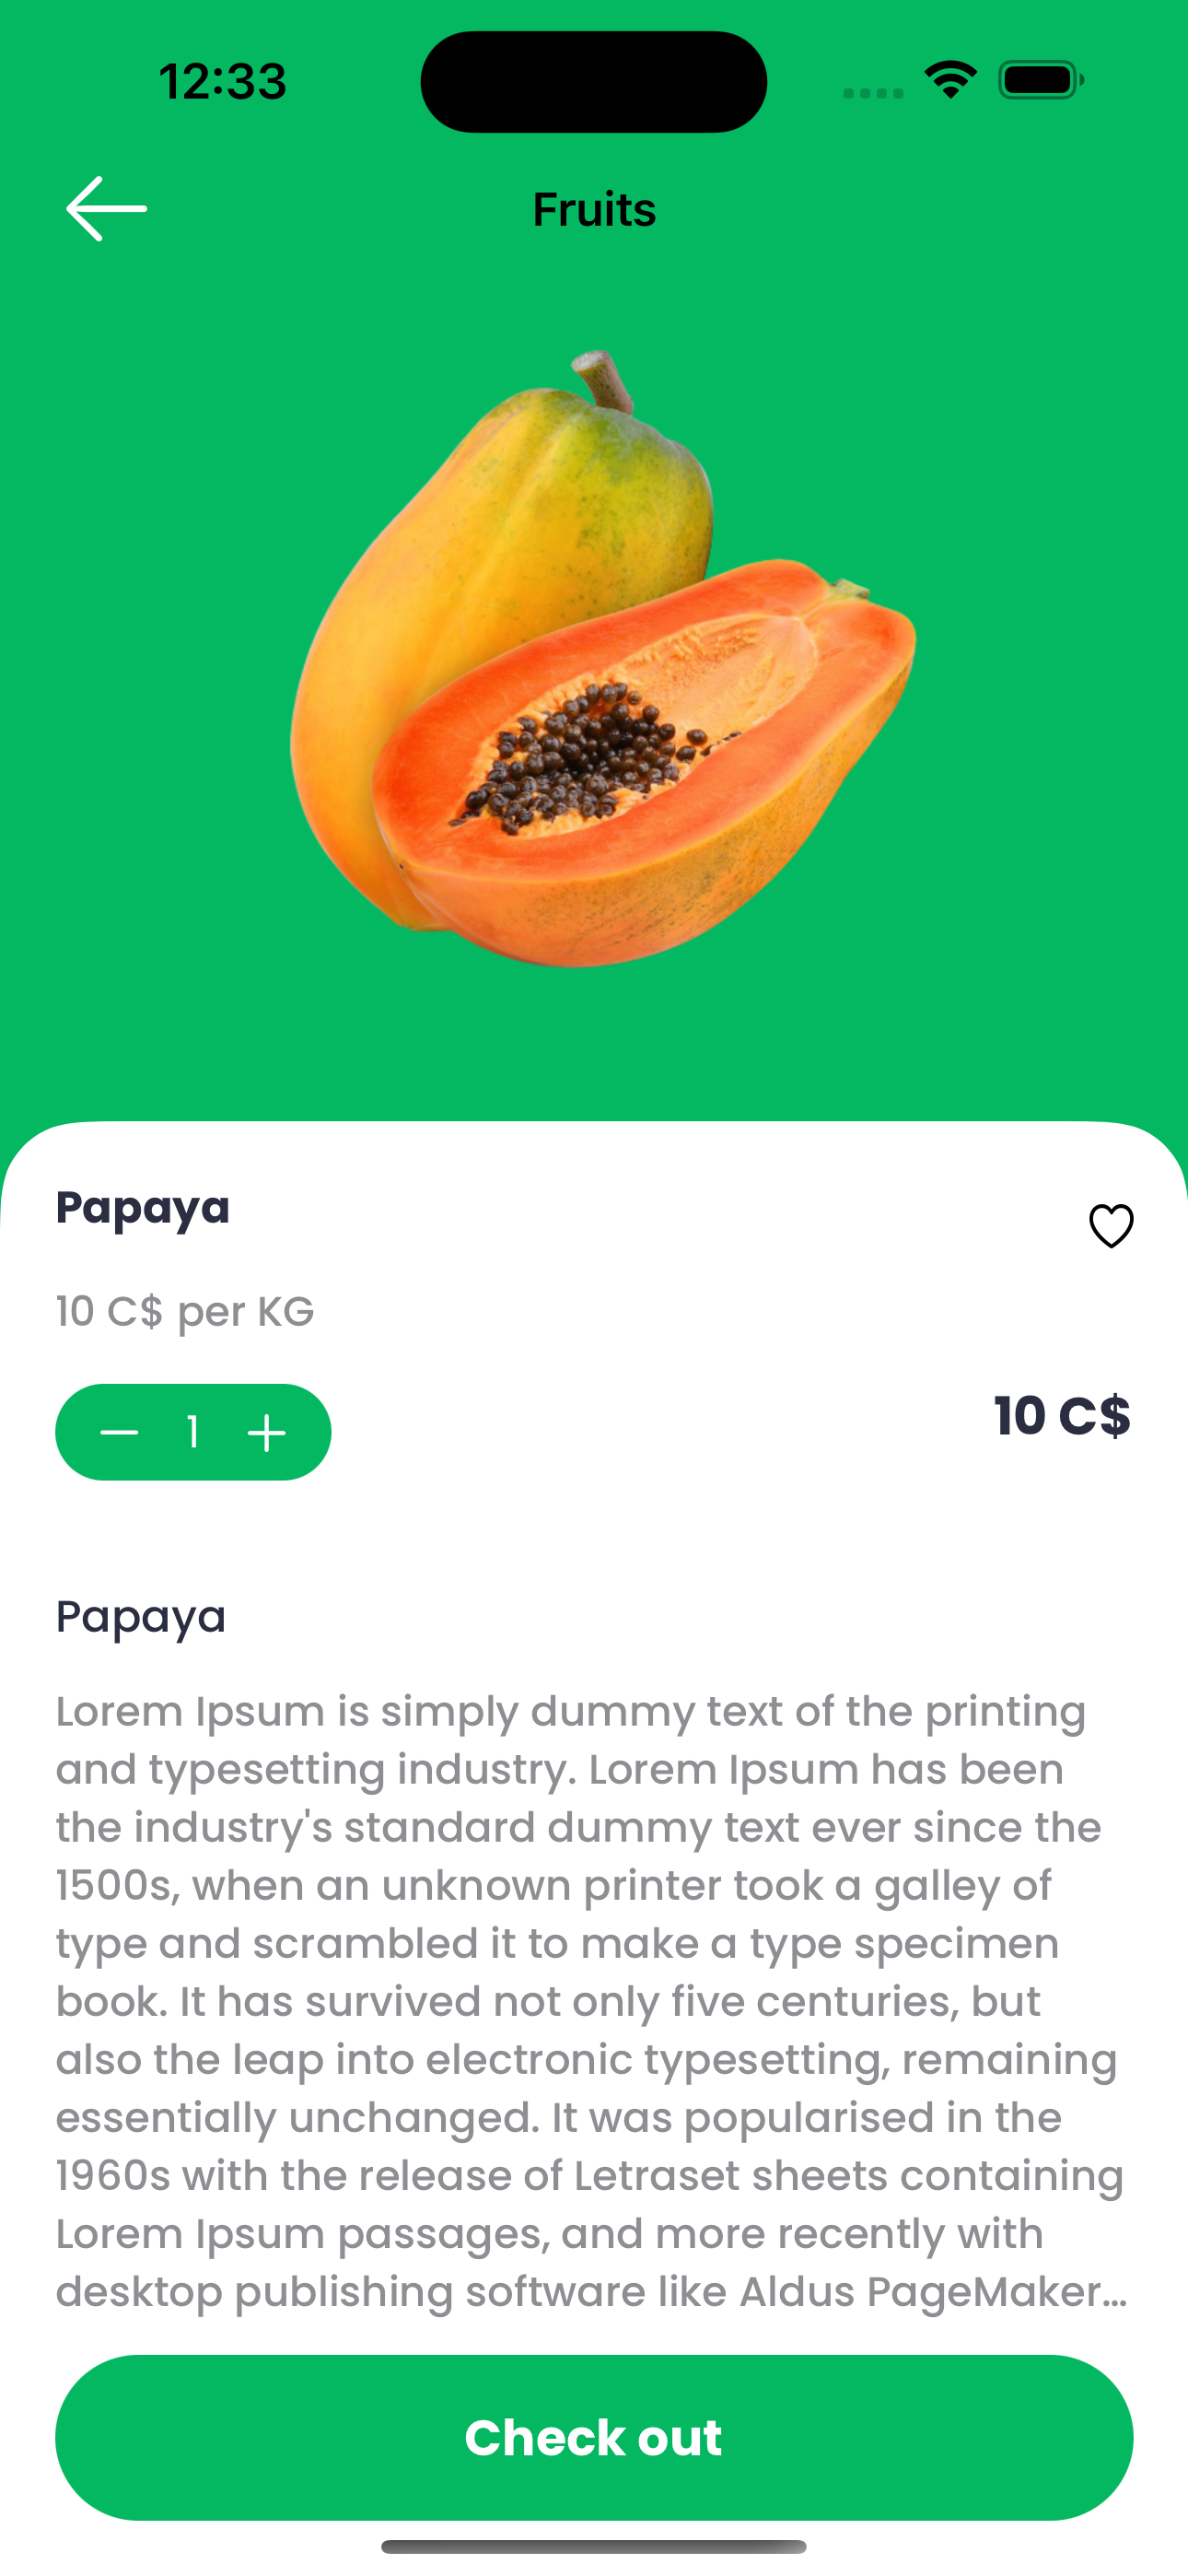 12:33
Fruits
Papaya
10 C$ per KG
1
10 C$
Papaya
Lorem Ipsum is simply dummy text of the printing
and typesetting industry. Lorem Ipsum has been
the industry's standard dummy text ever since the
1500s, when an unknown printer took a galley of
type and scrambled it to make a type specimen
book. It has survived not only five centuries, but
also the leap into electronic typesetting, remaining
essentially unchanged. It was popularised in the
1960s with the release of Letraset sheets containing
Lorem Ipsum passages, and more recently with
desktop publishing software like Aldus PageMaker...
Check out